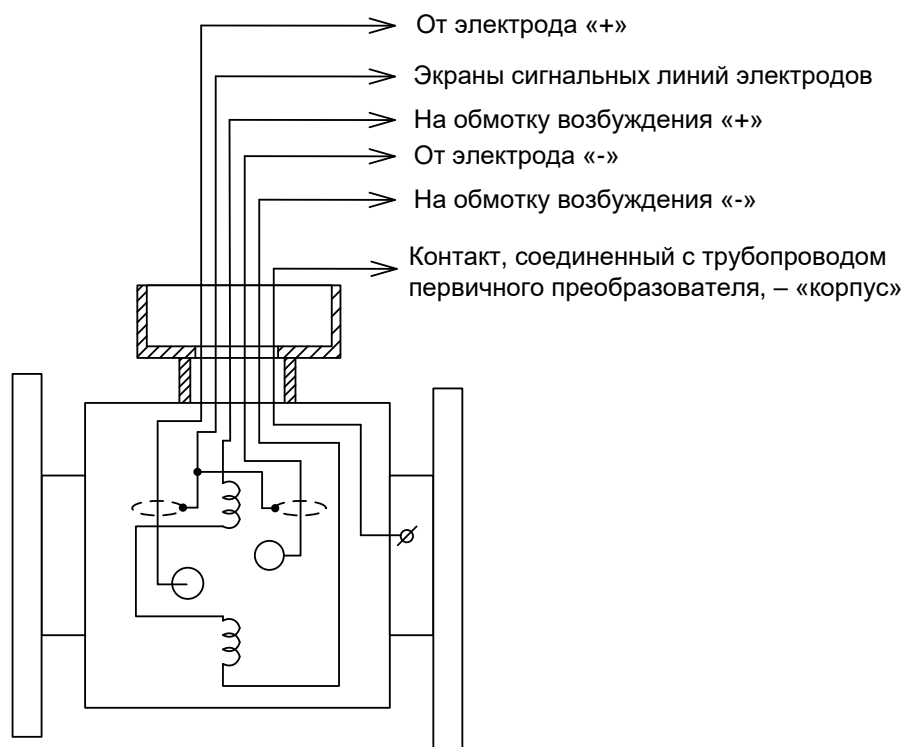 От электрода «+»
Экраны сигнальных линий электродов
На обмотку возбуждения «+»
От электрода «-»
На обмотку возбуждения «-»
Контакт, соединенный с трубопроводом
первичного преобразователя, – «корпус»